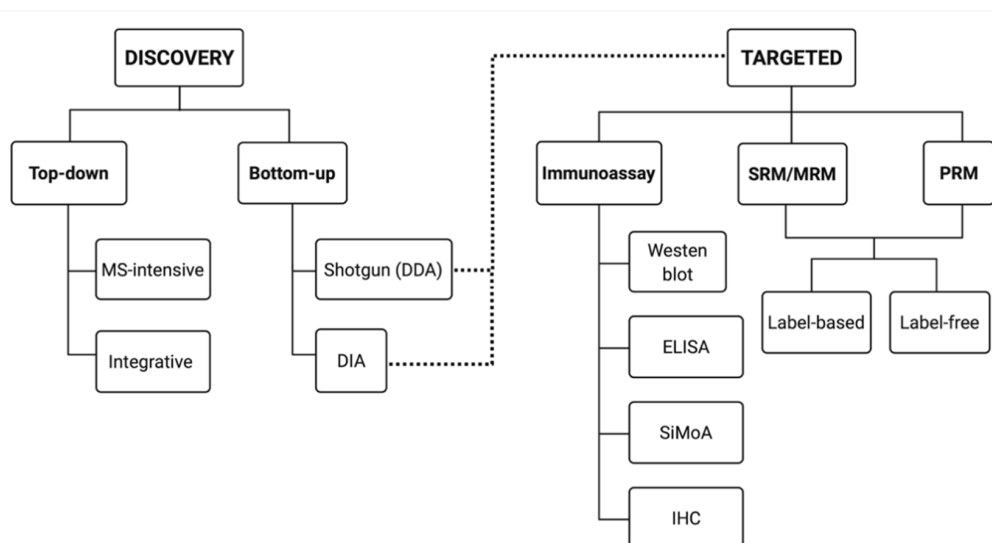 DISCOVERY
TARGETED
Top-down
Bottom-up
Immunoassay
SRM/MRM
PRM
MS-intensive
Shotgun (DDA)
Westen
blot
Integrative
DIA
Label-based
Label-free
ELISA
SiMoA
IHC